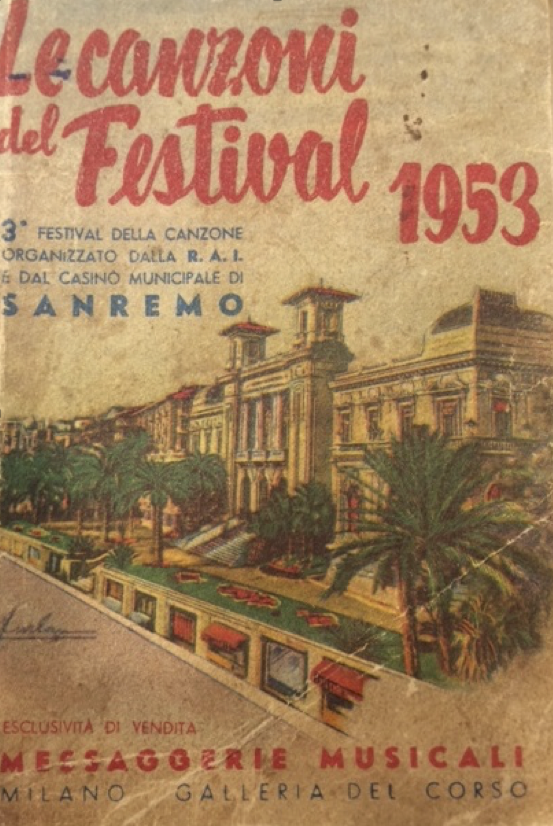 Le canzoni
del Festival
1953
3° FESTIVAL DELLA CANZONE
ORGANIZZATO DALLA R. A. I.
E DAL CASINO MUNICIPALE DI
SANREMO
ESCLUSIVITÀ DI VENDITA
MESSAGGERIE MUSICALI
MILANO GALLERIA DEL CORSO